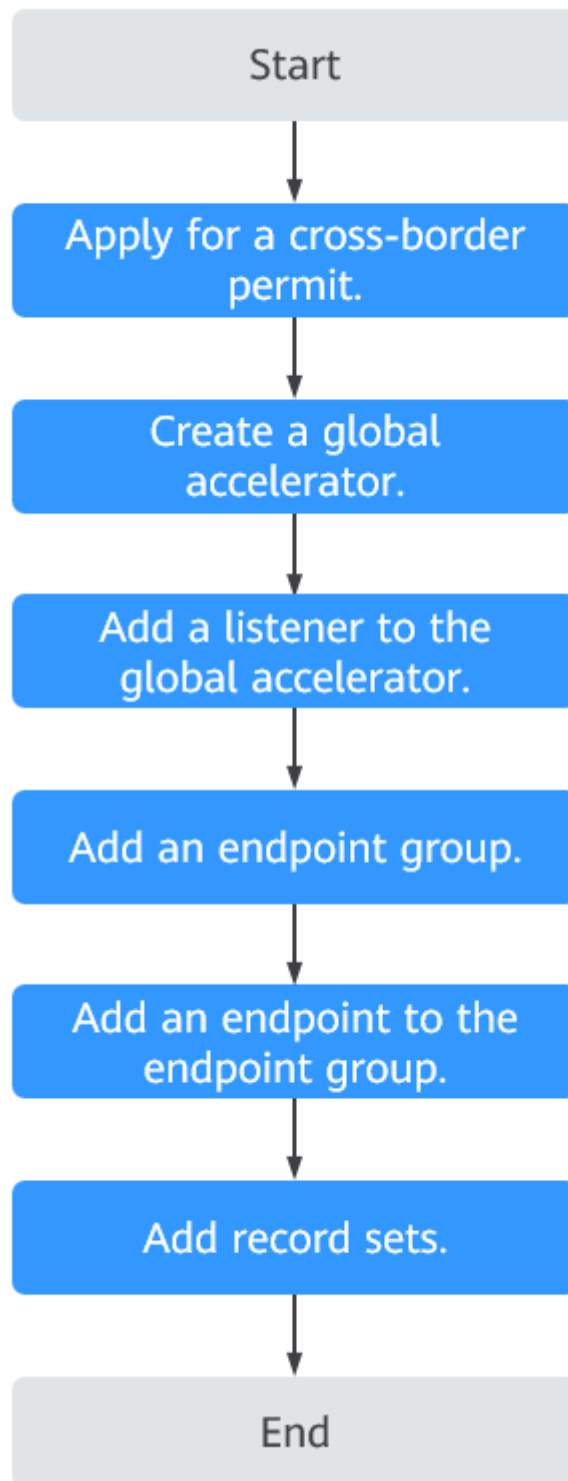 Start
Apply for a cross-border
permit.
Create a global
accelerator.
Add a listener to the
global accelerator.
Add an endpoint group.
Add an endpoint to the
endpoint group.
Add record sets.
End